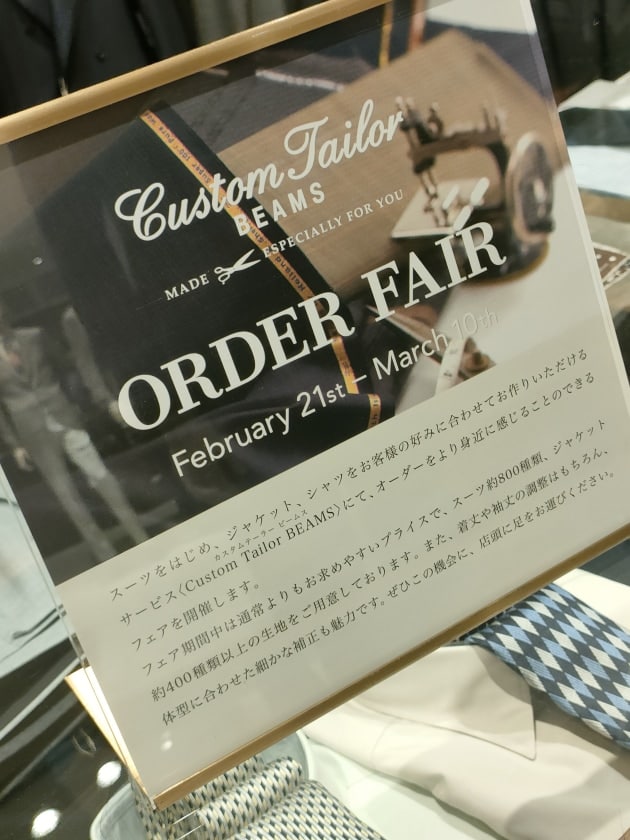 Custom Tailor
BEAMS
MADE ESPECIALLY FOR YOU
ORDER FAIR
February 21st – March 10th
スーツをはじめ、ジャケット、シャツをお客様の好みに合わせてお作りいただける
カスタムテーラー ビームス
サービス〈Custom Tailor BEAMS〉にて、オーダーをより身近に感じることのできる
フェアを開催します。
フェア期間中は通常よりもお求めやすいプライスで、スーツ約800種類、ジャケット
約400種類以上の生地をご用意しております。また、着丈や袖丈の調整はもちろん、
体型に合わせた細かな補正も魅力です。ぜひこの機会に、店頭に足をお運びください。